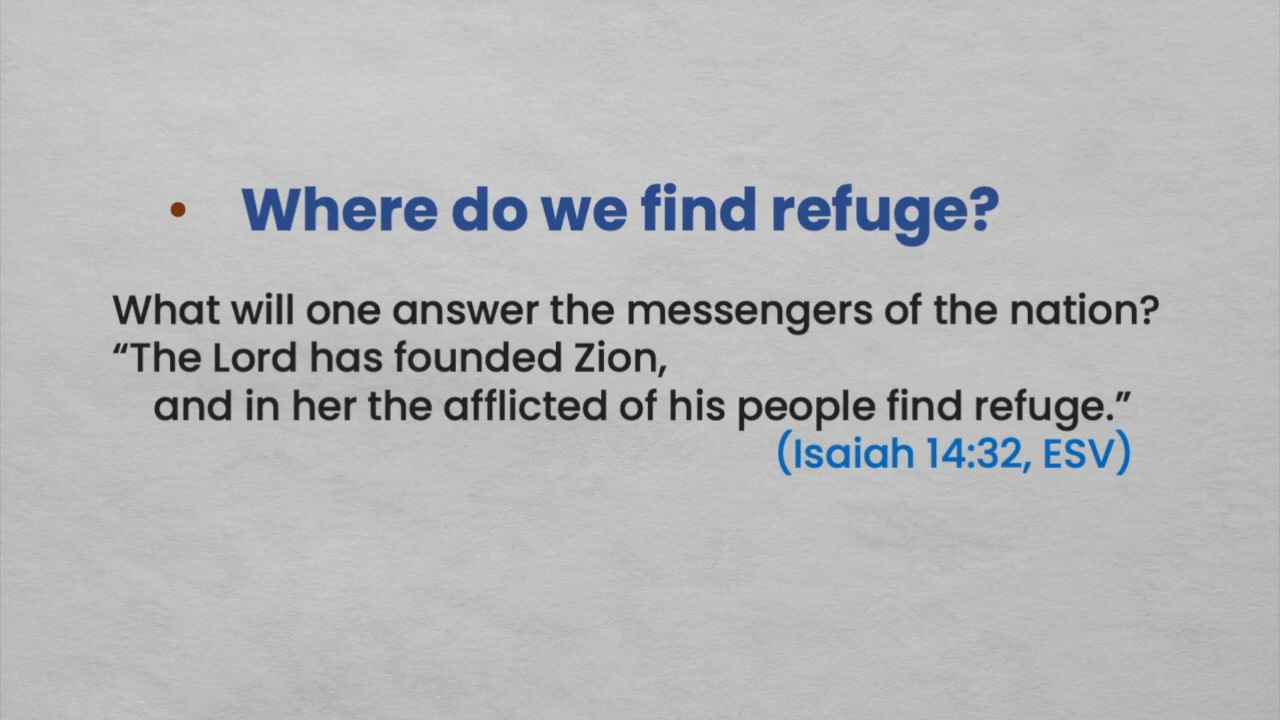 • Where do we find refuge?
What will one answer the messengers of the nation?
“The Lord has founded Zion,
and in her the afflicted of his people find refuge.”
(Isaiah 14:32, ESV)